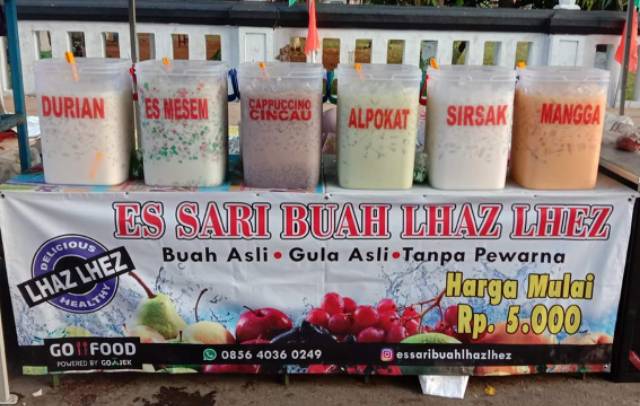 DURIAN
ES MESEM
CAPPUCCINO
CINCAU
ALPOKAT
SIRSAK
MANGGA
ES SARI BUAH LHAZ LHEZ
Buah Asli • Gula Asli • Tanpa Pewarna
DELICIOUS
LHAZ LHEZ
HEALTHY
Harga Mulai
Rp. 5.000
GO FOOD
POWERED BY GOJEK
0856 4036 0249
essaribuahlhazlhez